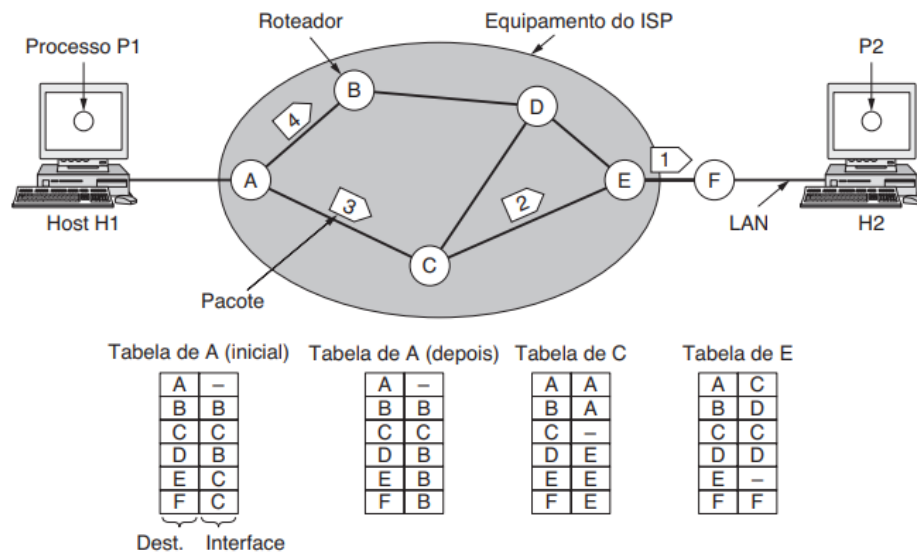 Roteador
Equipamento do ISP
Processo P1
P2
B
D
4
1
A
E
F
3
2
C
Host H1
LAN
H2
Pacote
Tabela de A (inicial)
A –
B B
C C
D B
E C
F C
Dest. Interface
Tabela de A (depois)
A –
B B
C C
D B
E B
F B
Tabela de C
A A
B A
C –
D E
E E
F E
Tabela de E
A C
B D
C C
D D
E –
F F